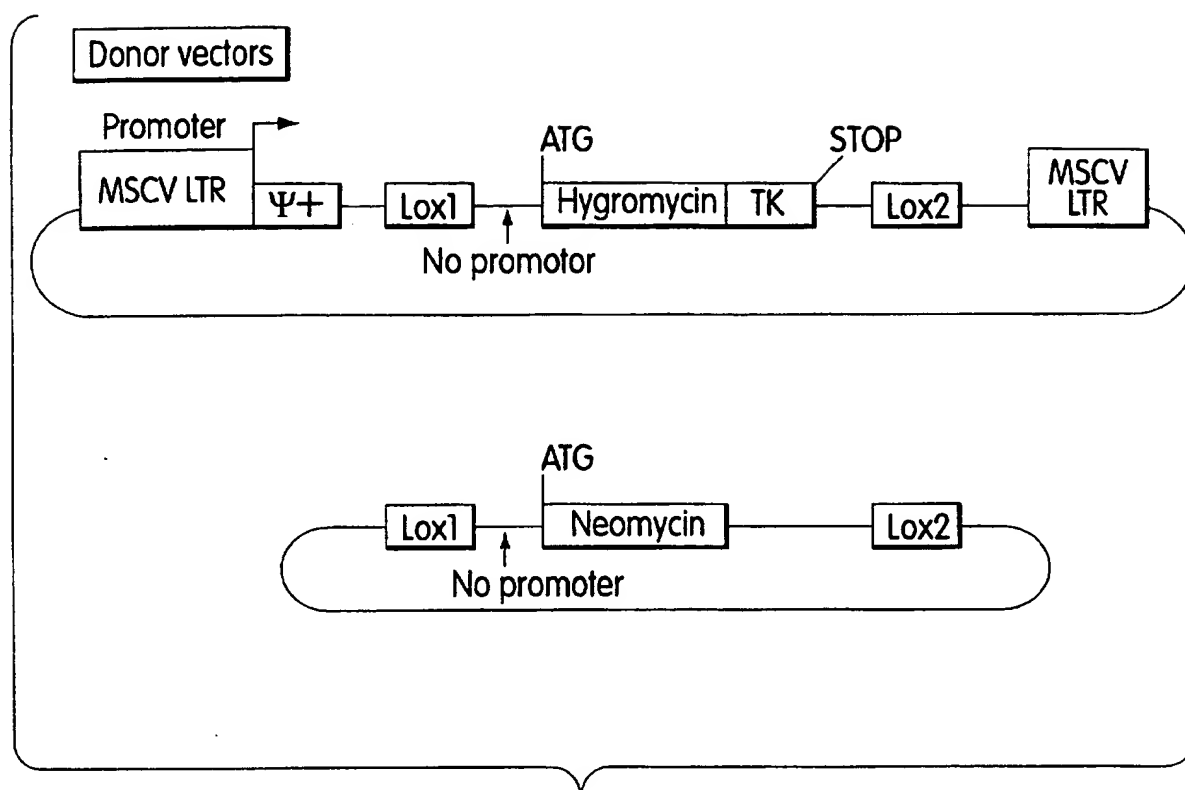 Donor vectors
Promoter
ATG
STOP
MSCV LTR
Ψ+
Lox1
Hygromycin
TK
Lox2
MSCV
LTR
No promotor
ATG
Lox1
Neomycin
Lox2
No promoter